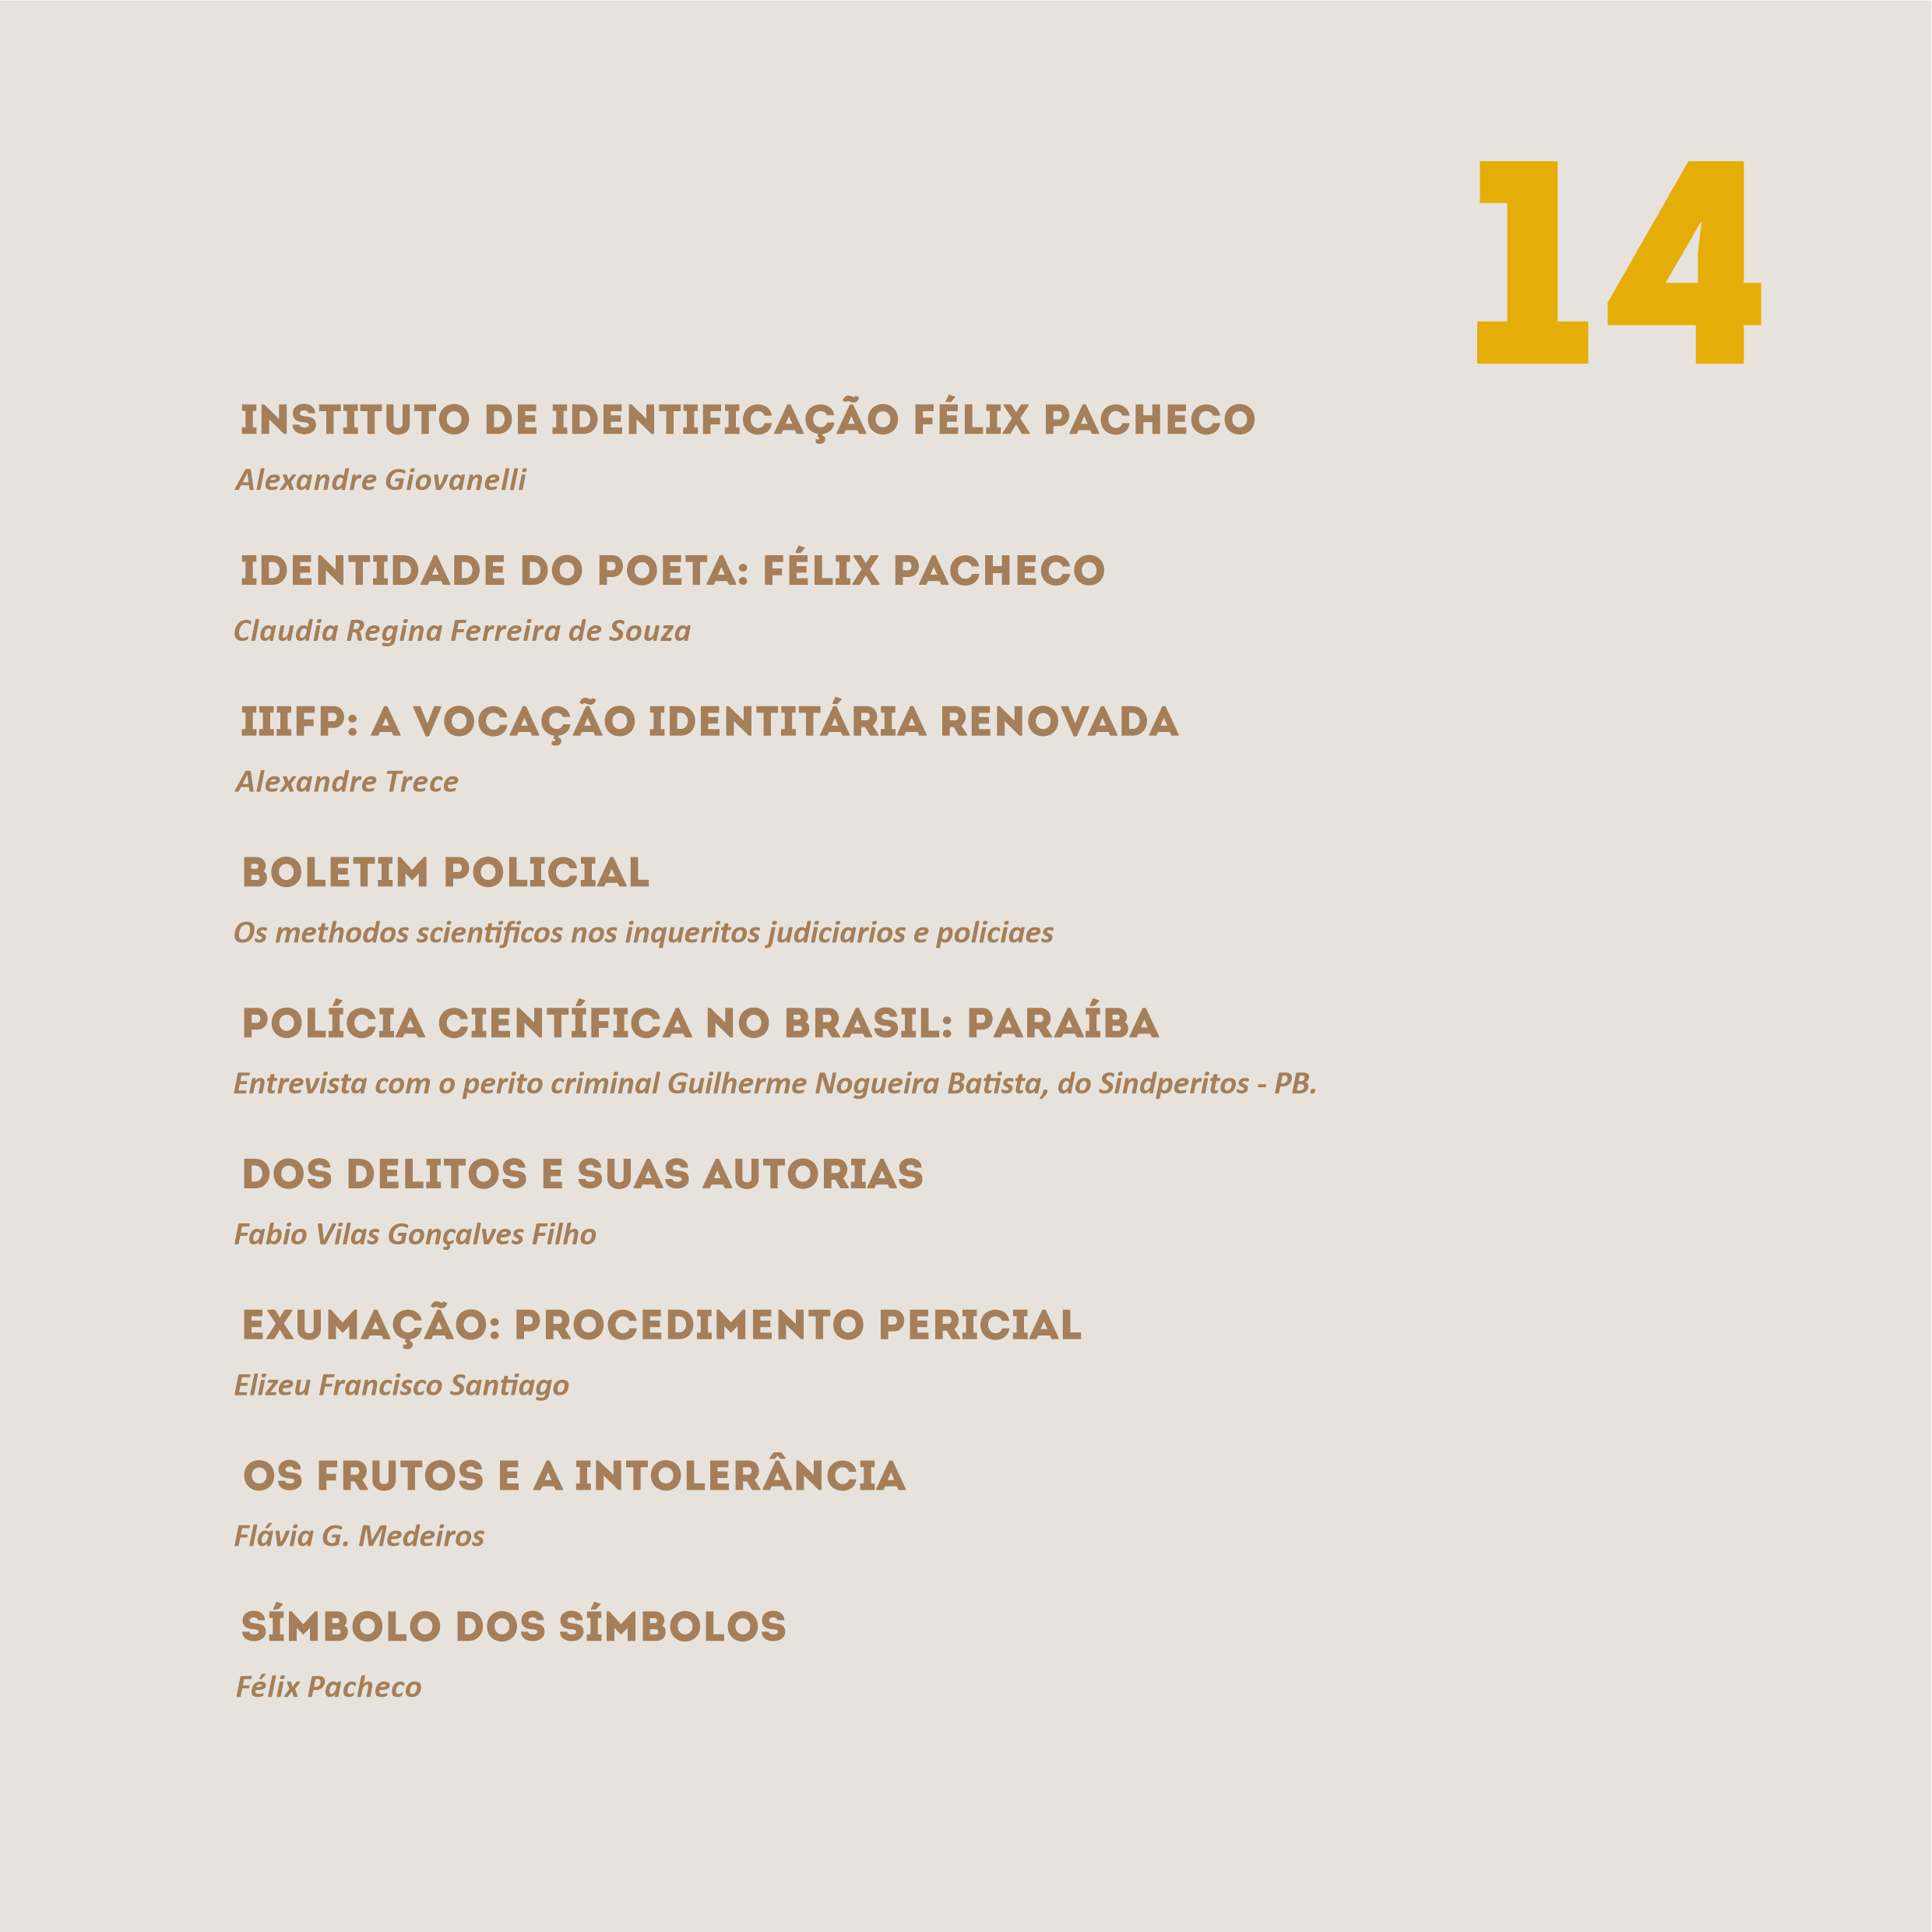 14
INSTITUTO DE IDENTIFICAÇÃO FÉLIX PACHECO
Alexandre Giovanelli
IDENTIDADE DO POETA: FÉLIX PACHECO
Claudia Regina Ferreira de Souza
IIIFP: A VOCAÇÃO IDENTITÁRIA RENOVADA
Alexandre Trece
BOLETIM POLICIAL
Os methodos scientificos nos inqueritos judiciarios e policiaes
POLÍCIA CIENTÍFICA NO BRASIL: PARAÍBA
Entrevista com o perito criminal Guilherme Nogueira Batista, do Sindperitos - PB.
DOS DELITOS E SUAS AUTORIAS
Fabio Vilas Gonçalves Filho
EXUMAÇÃO: PROCEDIMENTO PERICIAL
Elizeu Francisco Santiago
OS FRUTOS E A INTOLERÂNCIA
Flávia G. Medeiros
SÍMBOLO DOS SÍMBOLOS
Félix Pacheco